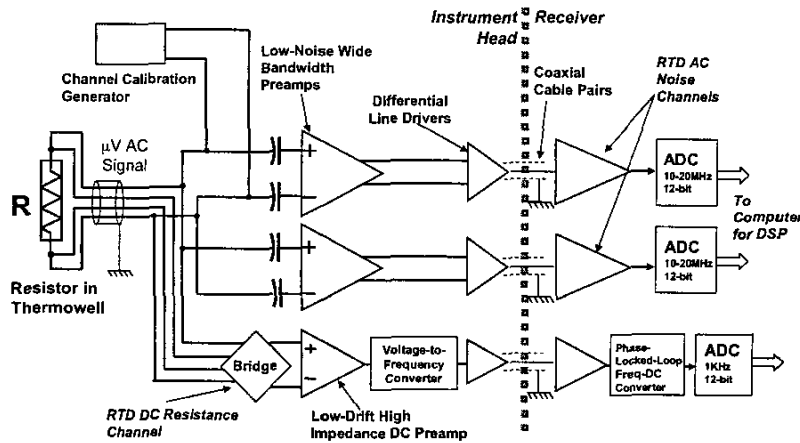 Instrument Head
Receiver
Channel Calibration
Generator
Low-Noise Wide
Bandwidth
Preamps
Differential
Line Drivers
Coaxial
Cable Pairs
RTD AC
Noise
Channels
µV AC
Signal
R
Resistor in
Thermowell
+
−
ADC
10-20MHz
12-bit
To
Computer
for DSP
+
−
ADC
10-20MHz
12-bit
Bridge
+
−
Voltage-to-
Frequency
Converter
Phase-
Locked-Loop
Freq-DC
Converter
ADC
1KHz
12-bit
RTD DC Resistance
Channel
Low-Drift High
Impedance DC Preamp